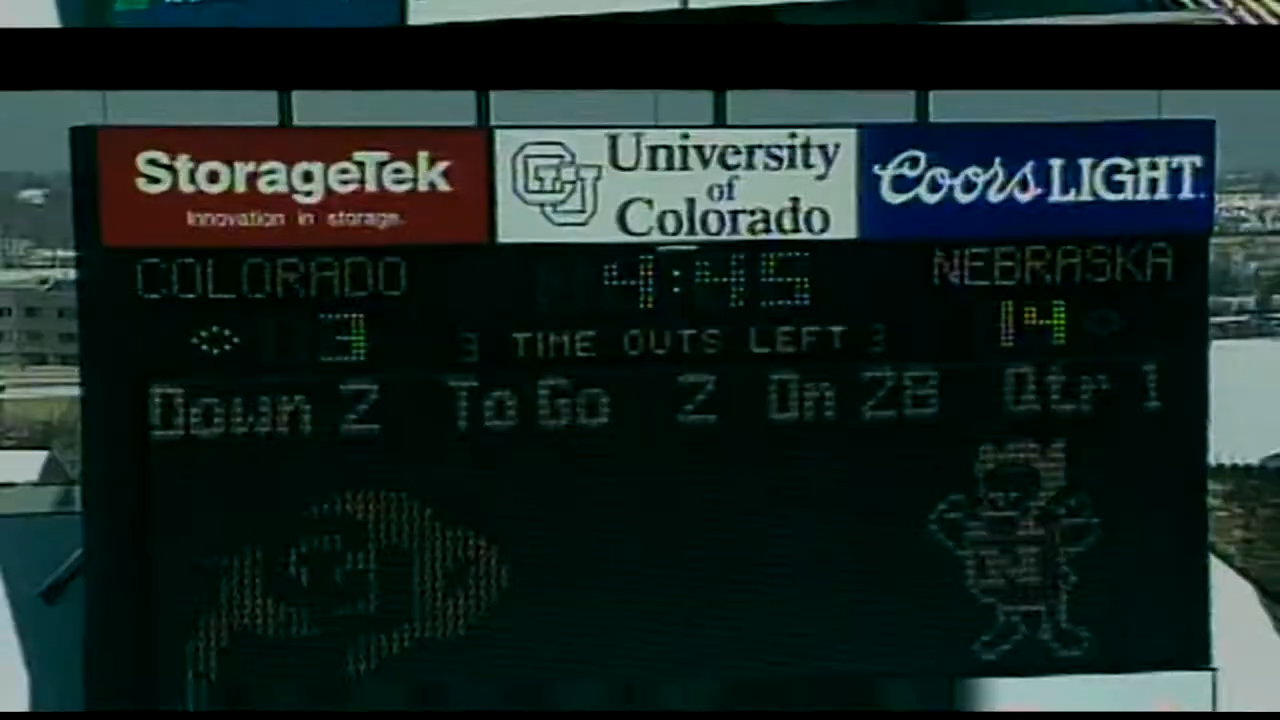 StorageTek
Innovation in storage.
CU
University
of
Colorado
Coors LIGHT
COLORADO
4:45
NEBRASKA
3
3 TIME OUTS LEFT 3
14
Down 2 To Go 2 On 28 Qtr 1